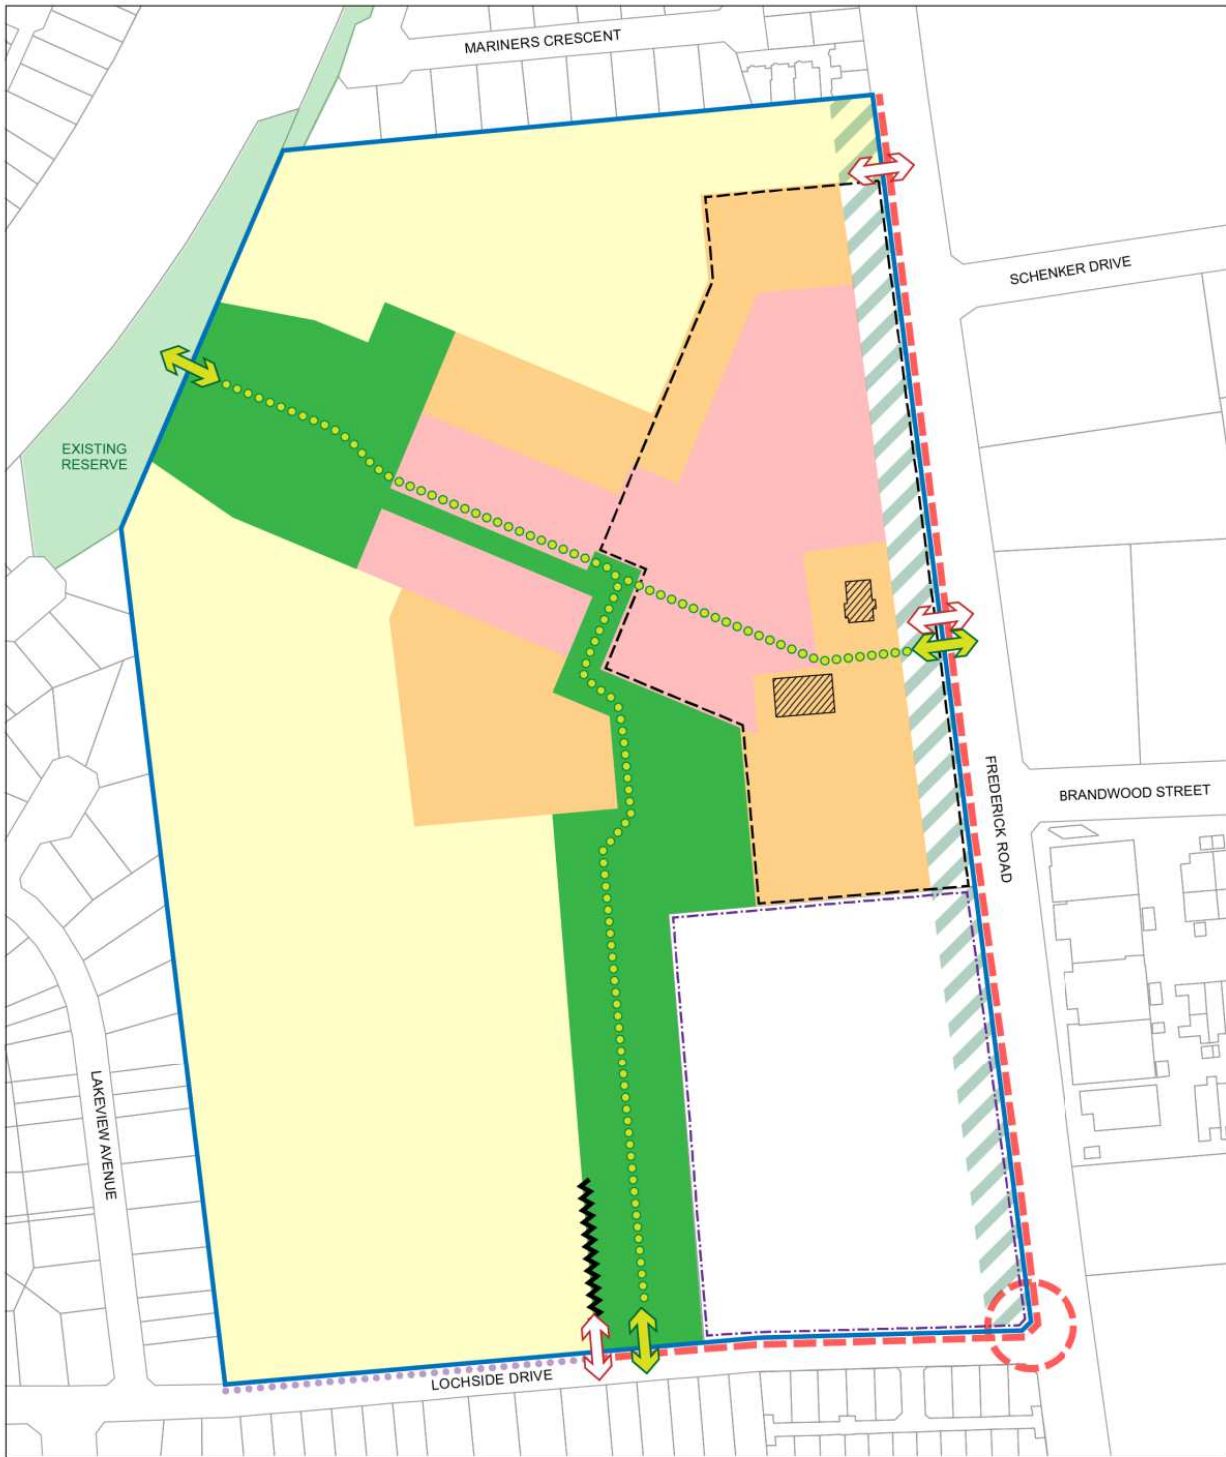 MARINERS CRESCENT
SCHENKER DRIVE
EXISTING
RESERVE
FREDERICK ROAD
BRANDWOOD STREET
LAKEVIEW AVENUE
LOCHSIDE DRIVE